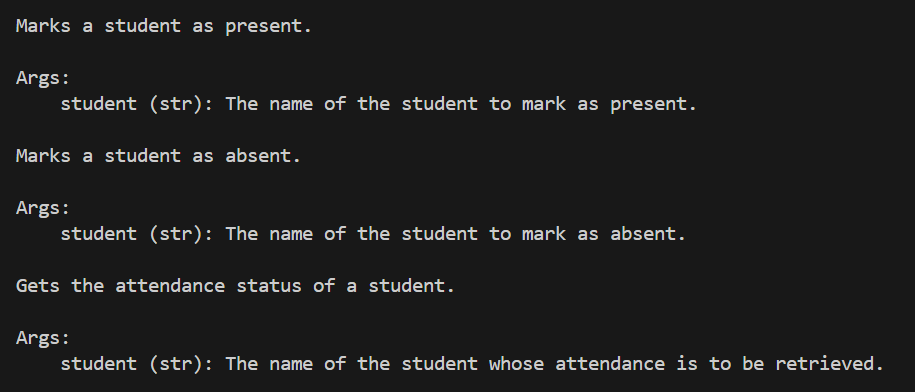 Marks a student as present.
Args:
    student (str): The name of the student to mark as present.
Marks a student as absent.
Args:
    student (str): The name of the student to mark as absent.
Gets the attendance status of a student.
Args:
    student (str): The name of the student whose attendance is to be retrieved.